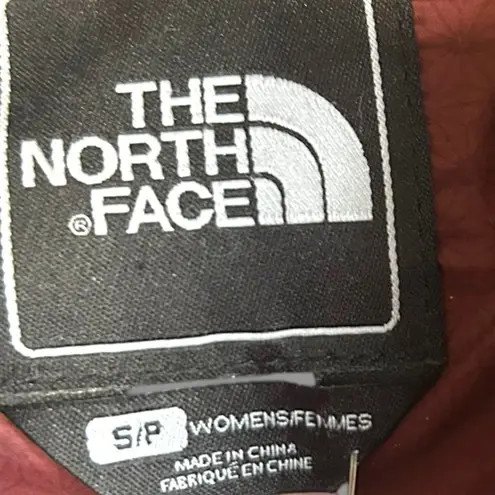 THE
NORTH
®FACE
S/P WOMENS/FEMMES
MADE IN CHINA
FABRIQUÉ EN CHINE